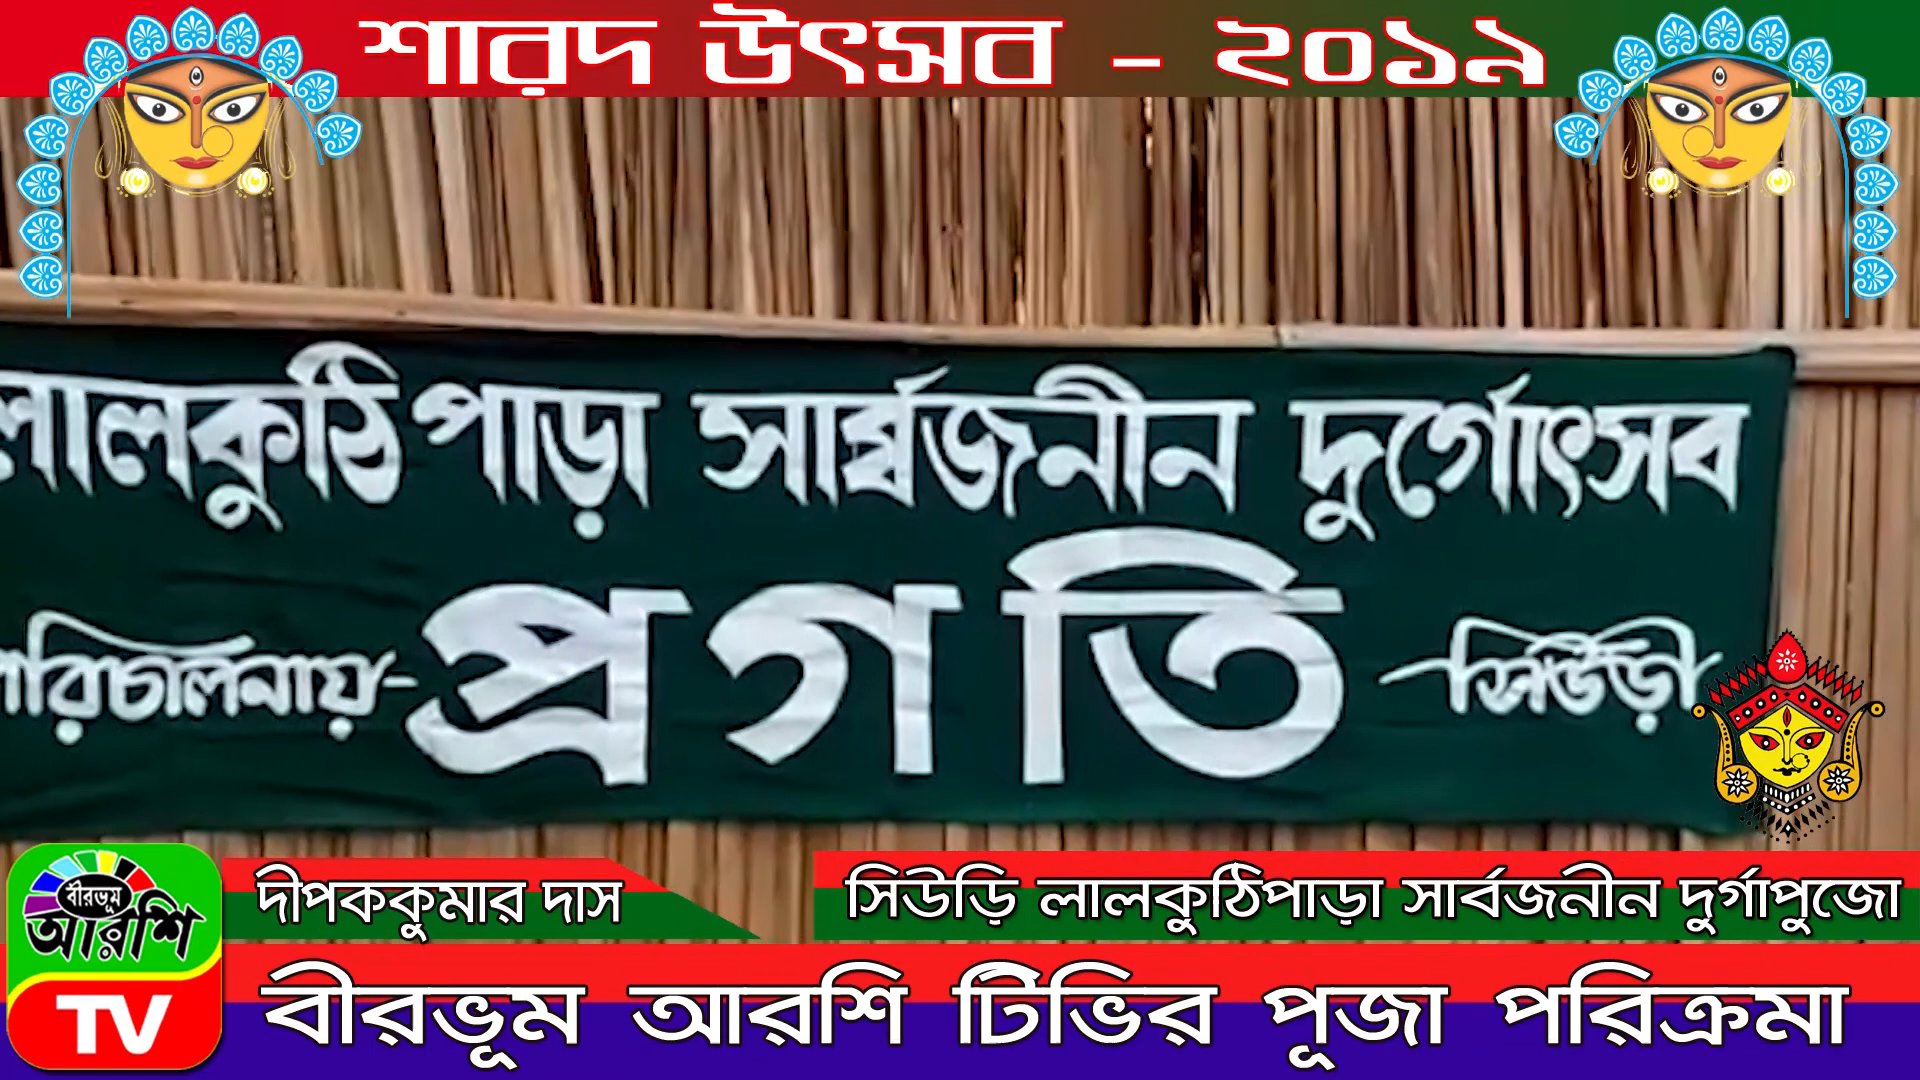 শারদ উৎসব - ২০১৯
লালকুঠিপাড়া সার্ব্বজনীন দুর্গোৎসব
পরিচালনায়- প্রগতি -সিউড়ী
দীপককুমার দাস
সিউড়ি লালকুঠিপাড়া সার্বজনীন দুর্গাপুজো
বীরভূম
আরশি
TV
বীরভূম আরশি টিভির পূজা পরিক্রমা